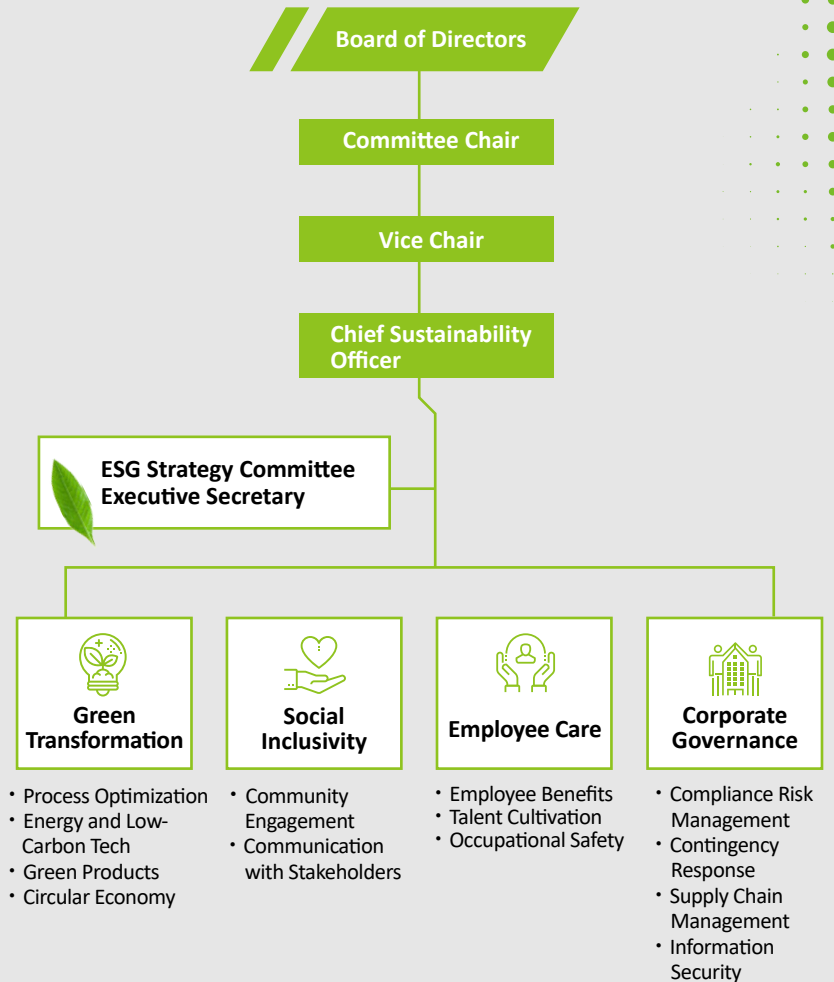 Board of Directors
Committee Chair
Vice Chair
Chief Sustainability
Officer
ESG Strategy Committee
Executive Secretary
Green
Transformation
• Process Optimization
• Energy and Low-
Carbon Tech
• Green Products
• Circular Economy
Social
Inclusivity
• Community
Engagement
• Communication
with Stakeholders
Employee Care
• Employee Benefits
• Talent Cultivation
• Occupational Safety
Corporate
Governance
• Compliance Risk
Management
• Contingency
Response
• Supply Chain
Management
• Information
Security